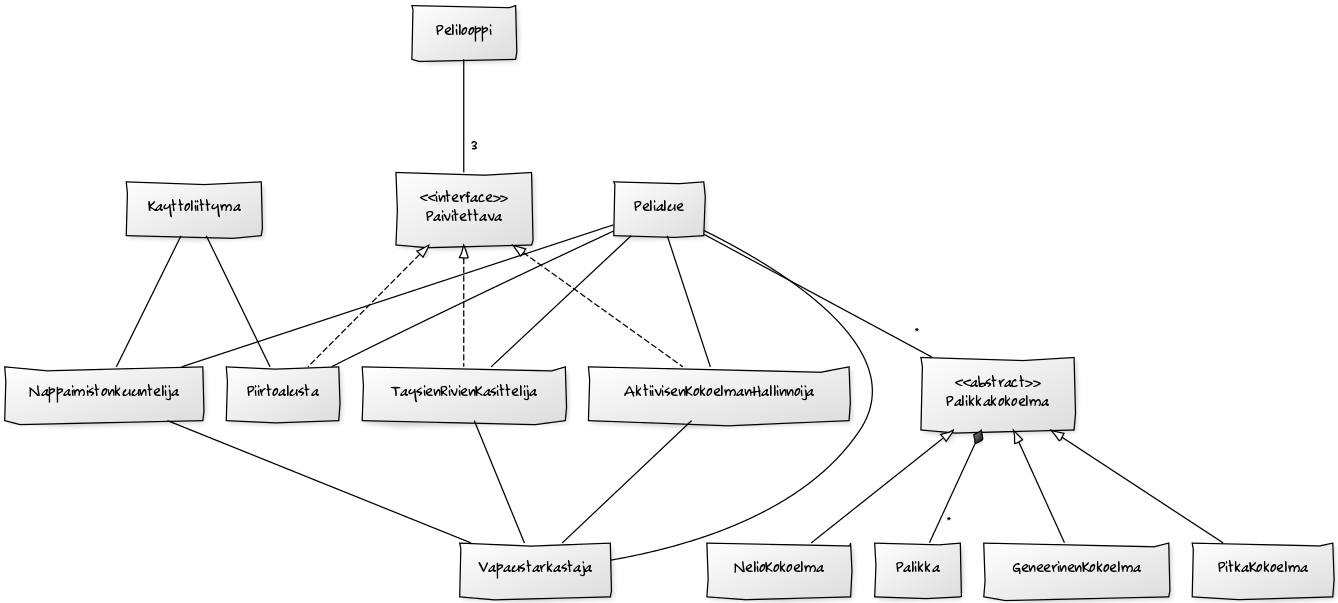 Pelilooppi
3
Kayttoliittyma
<<interface>>
Paivitettava
Pelialue
*
Nappaimistonkuuntelija
Piirtoalusta
TaysienRivienKasittelija
AktiivisenKokoelmanHallinnoija
<<abstract>>
Palikkakokoelma
*
Vapaustarkastaja
NelioKokoelma
Palikka
GeneerinenKokoelma
PitkaKokoelma